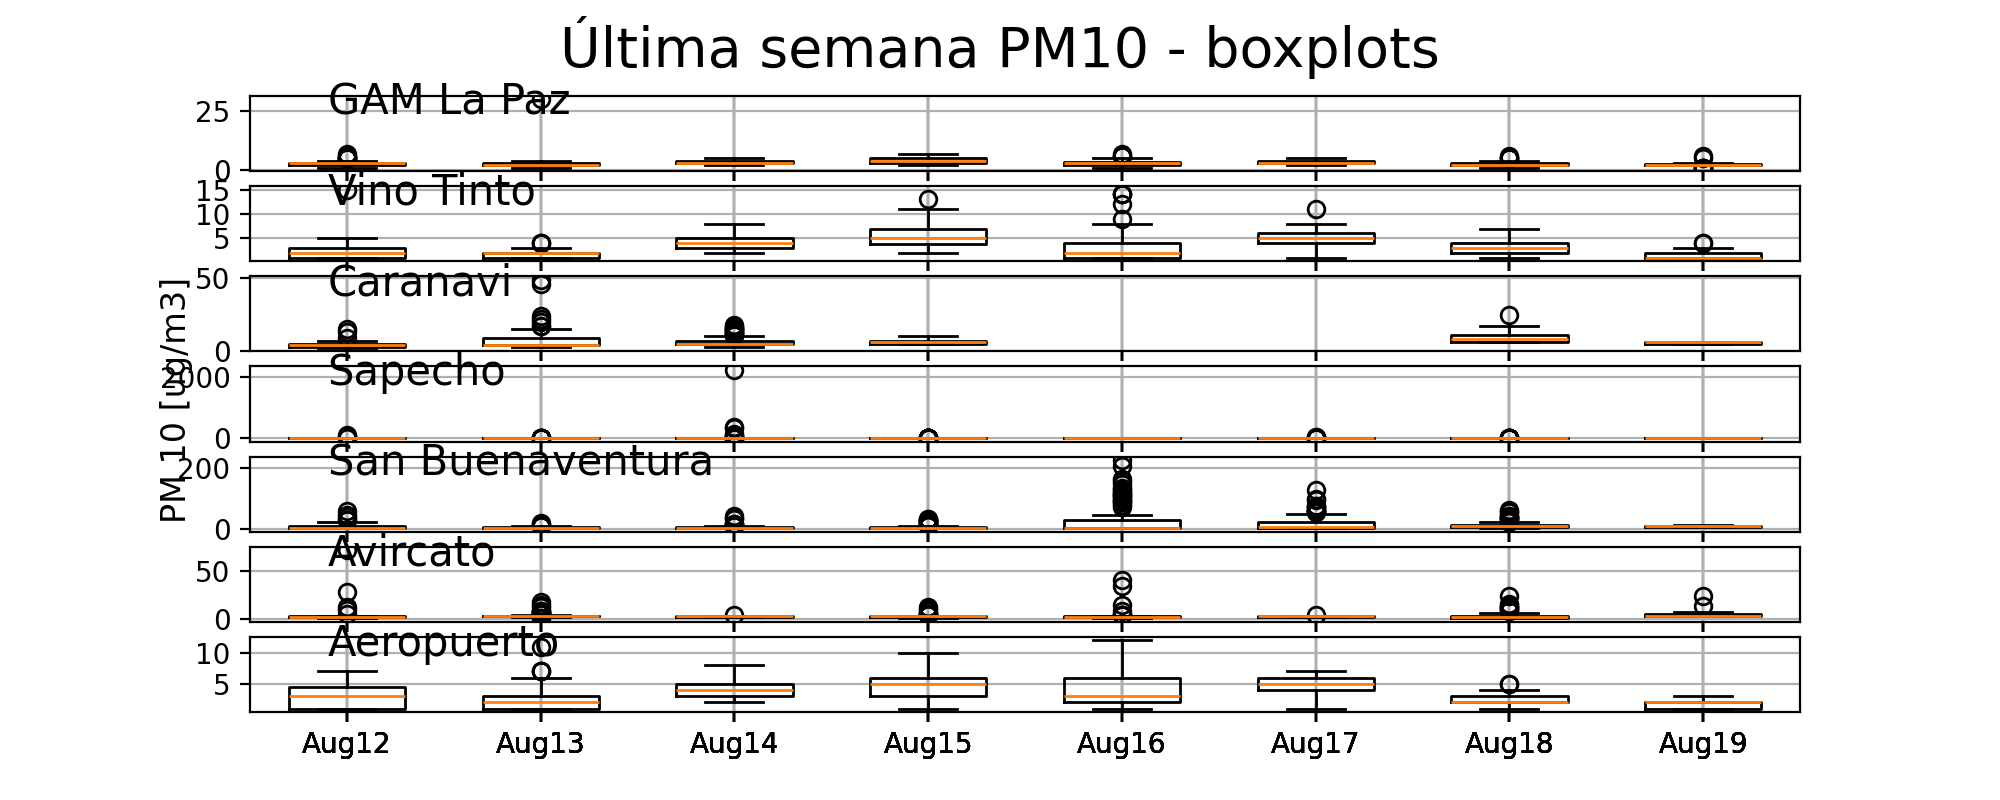 Última semana PM10 - boxplots
GAM La Paz
25
0
Vino Tinto
15
10
5
Caranavi
50
0
PM 10 [ug/m3]
Sapecho
2000
0
San Buenaventura
200
0
Avircato
50
0
Aeropuerto
10
5
Aug12 Aug13 Aug14 Aug15 Aug16 Aug17 Aug18 Aug19